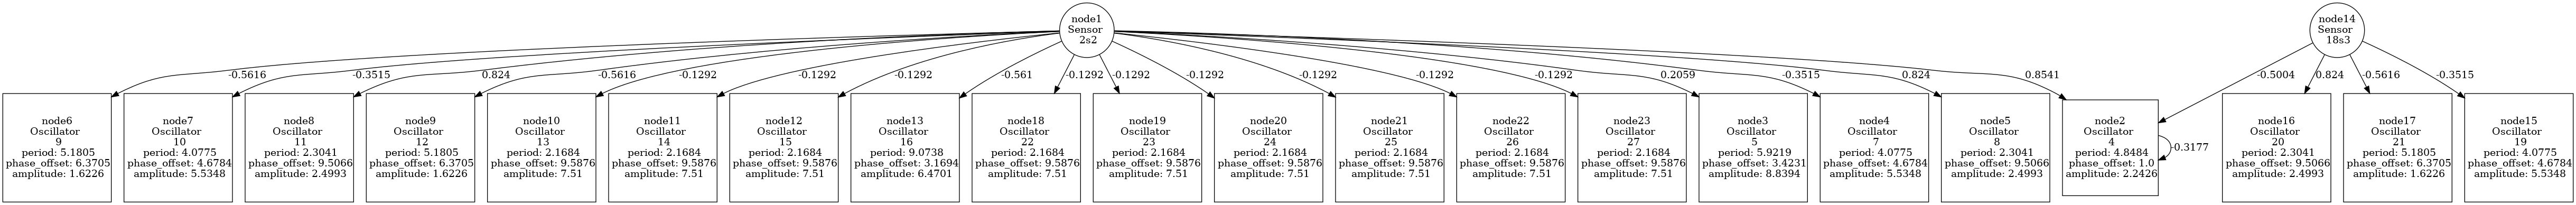 node1
Sensor
2s2
node14
Sensor
18s3
-0.5616
-0.3515
0.824
-0.5616
-0.1292
-0.1292
-0.1292
-0.561
-0.1292
-0.1292
-0.1292
-0.1292
-0.1292
-0.1292
0.2059
-0.3515
0.824
0.8541
-0.5004
0.824
-0.5616
-0.3515
node6
Oscillator
9
period: 5.1805
phase_offset: 6.3705
amplitude: 1.6226
node7
Oscillator
10
period: 4.0775
phase_offset: 4.6784
amplitude: 5.5348
node8
Oscillator
11
period: 2.3041
phase_offset: 9.5066
amplitude: 2.4993
node9
Oscillator
12
period: 5.1805
phase_offset: 6.3705
amplitude: 1.6226
node10
Oscillator
13
period: 2.1684
phase_offset: 9.5876
amplitude: 7.51
node11
Oscillator
14
period: 2.1684
phase_offset: 9.5876
amplitude: 7.51
node12
Oscillator
15
period: 2.1684
phase_offset: 9.5876
amplitude: 7.51
node13
Oscillator
16
period: 9.0738
phase_offset: 3.1694
amplitude: 6.4701
node18
Oscillator
22
period: 2.1684
phase_offset: 9.5876
amplitude: 7.51
node19
Oscillator
23
period: 2.1684
phase_offset: 9.5876
amplitude: 7.51
node20
Oscillator
24
period: 2.1684
phase_offset: 9.5876
amplitude: 7.51
node21
Oscillator
25
period: 2.1684
phase_offset: 9.5876
amplitude: 7.51
node22
Oscillator
26
period: 2.1684
phase_offset: 9.5876
amplitude: 7.51
node23
Oscillator
27
period: 2.1684
phase_offset: 9.5876
amplitude: 7.51
node3
Oscillator
5
period: 5.9219
phase_offset: 3.4231
amplitude: 8.8394
node4
Oscillator
7
period: 4.0775
phase_offset: 4.6784
amplitude: 5.5348
node5
Oscillator
8
period: 2.3041
phase_offset: 9.5066
amplitude: 2.4993
node2
Oscillator
4
period: 4.8484
phase_offset: 1.0
amplitude: 2.2426
-0.3177
node16
Oscillator
20
period: 2.3041
phase_offset: 9.5066
amplitude: 2.4993
node17
Oscillator
21
period: 5.1805
phase_offset: 6.3705
amplitude: 1.6226
node15
Oscillator
19
period: 4.0775
phase_offset: 4.6784
amplitude: 5.5348